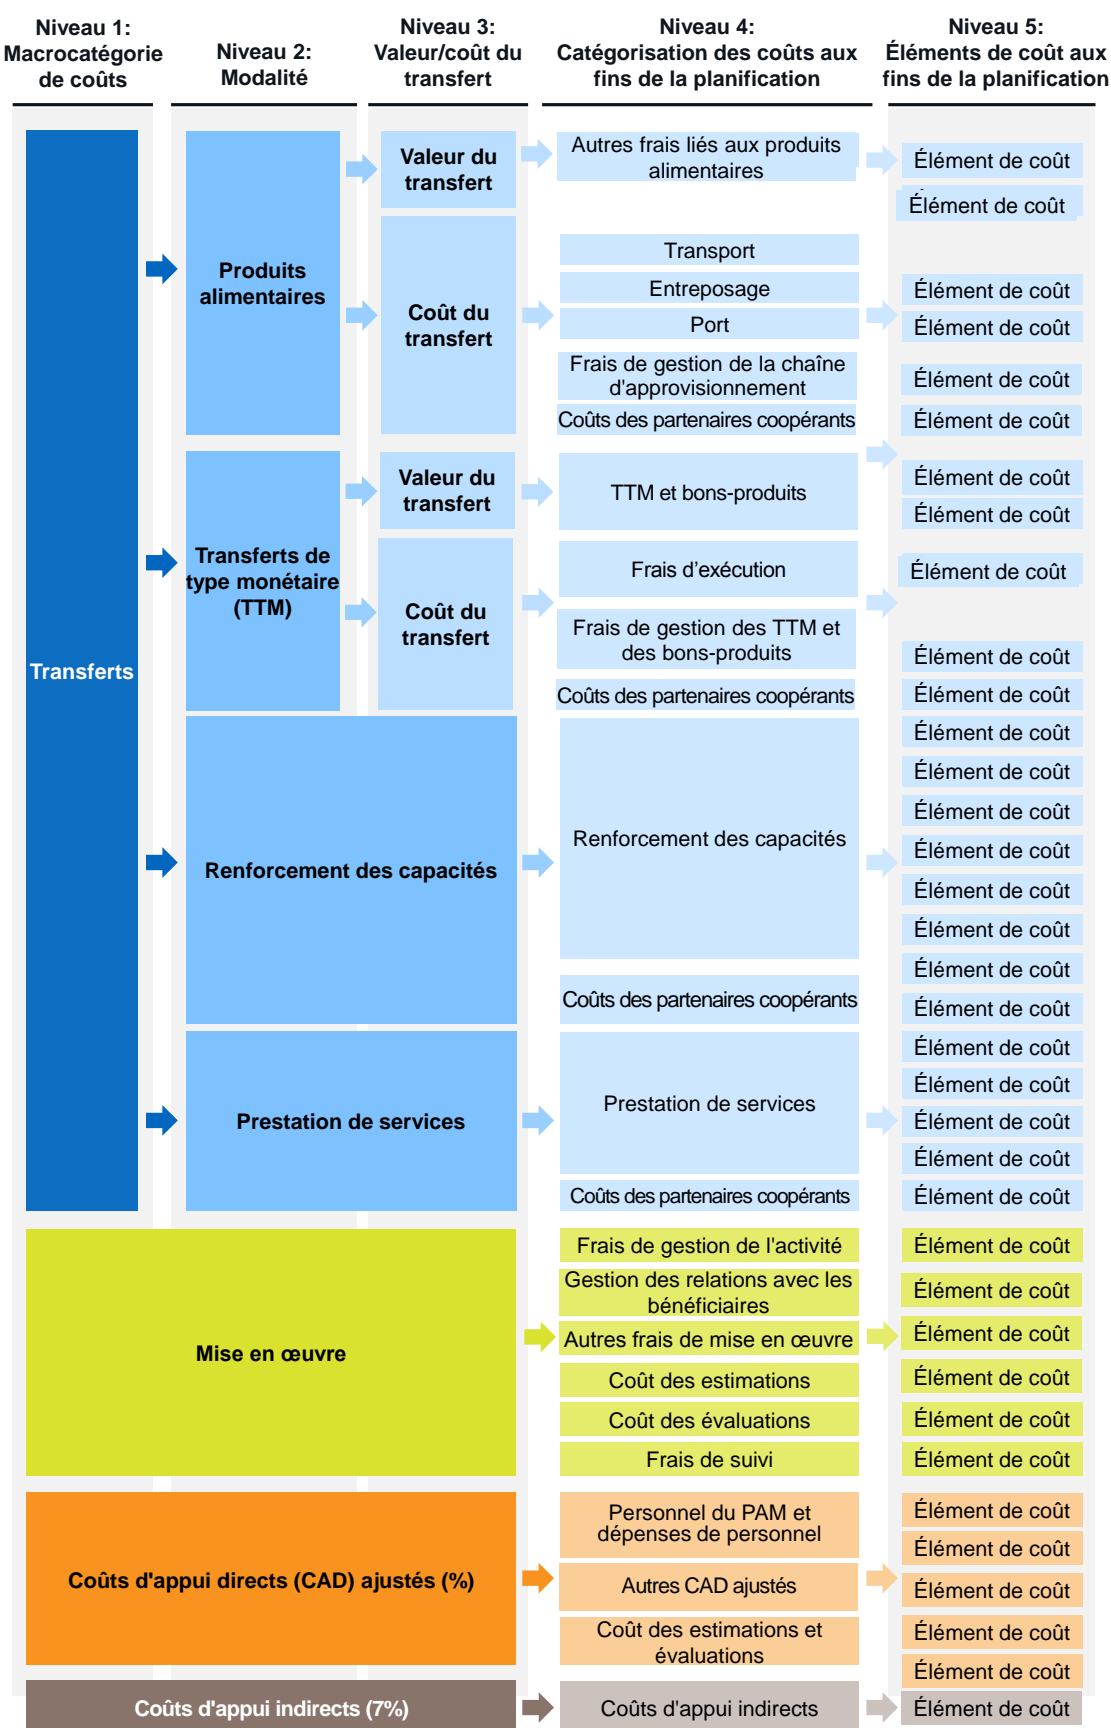 Niveau 1:
Macrocatégorie
de coûts
Niveau 2:
Modalité
Niveau 3:
Valeur/coût du
transfert
Niveau 4:
Catégorisation des coûts aux
fins de la planification
Niveau 5:
Éléments de coût aux
fins de la planification
Transferts
Produits
alimentaires
Valeur du
transfert
Autres frais liés aux produits
alimentaires
Élément de coût
Élément de coût
Coût du
transfert
Transport
Entreposage
Port
Frais de gestion de la chaîne
d'approvisionnement
Coûts des partenaires coopérants
Élément de coût
Élément de coût
Élément de coût
Élément de coût
Transferts de
type monétaire
(TTM)
Valeur du
transfert
TTM et bons-produits
Élément de coût
Élément de coût
Coût du
transfert
Frais d’exécution
Frais de gestion des TTM et
des bons-produits
Coûts des partenaires coopérants
Élément de coût
Élément de coût
Élément de coût
Renforcement des capacités
Renforcement des capacités
Coûts des partenaires coopérants
Élément de coût
Élément de coût
Élément de coût
Élément de coût
Élément de coût
Élément de coût
Élément de coût
Élément de coût
Prestation de services
Prestation de services
Coûts des partenaires coopérants
Élément de coût
Élément de coût
Élément de coût
Élément de coût
Élément de coût
Mise en œuvre
Frais de gestion de l'activité
Gestion des relations avec les
bénéficiaires
Autres frais de mise en œuvre
Coût des estimations
Coût des évaluations
Frais de suivi
Élément de coût
Élément de coût
Élément de coût
Élément de coût
Élément de coût
Élément de coût
Coûts d'appui directs (CAD) ajustés (%)
Personnel du PAM et
dépenses de personnel
Autres CAD ajustés
Coût des estimations et
évaluations
Élément de coût
Élément de coût
Élément de coût
Élément de coût
Élément de coût
Coûts d'appui indirects (7%)
Coûts d'appui indirects
Élément de coût